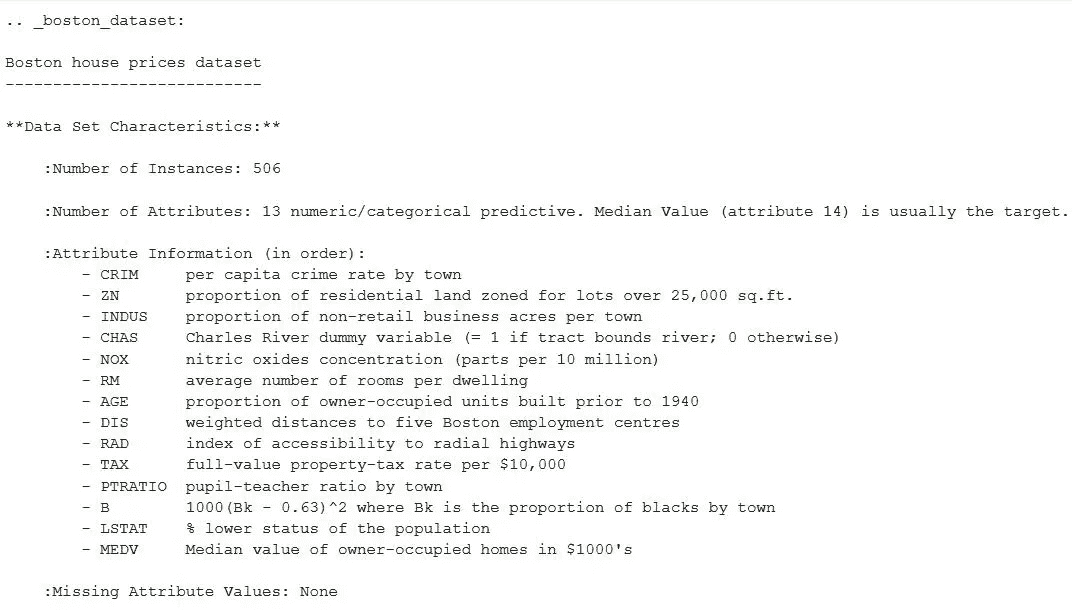 .. _boston_dataset:
Boston house prices dataset
---------------------------
**Data Set Characteristics:**
:Number of Instances: 506
:Number of Attributes: 13 numeric/categorical predictive. Median Value (attribute 14) is usually the target.
:Attribute Information (in order):
- CRIM     per capita crime rate by town
- ZN       proportion of residential land zoned for lots over 25,000 sq.ft.
- INDUS    proportion of non-retail business acres per town
- CHAS     Charles River dummy variable (= 1 if tract bounds river; 0 otherwise)
- NOX      nitric oxides concentration (parts per 10 million)
- RM       average number of rooms per dwelling
- AGE      proportion of owner-occupied units built prior to 1940
- DIS      weighted distances to five Boston employment centres
- RAD      index of accessibility to radial highways
- TAX      full-value property-tax rate per $10,000
- PTRATIO  pupil-teacher ratio by town
- B        1000(Bk - 0.63)^2 where Bk is the proportion of blacks by town
- LSTAT    % lower status of the population
- MEDV     Median value of owner-occupied homes in $1000's
:Missing Attribute Values: None